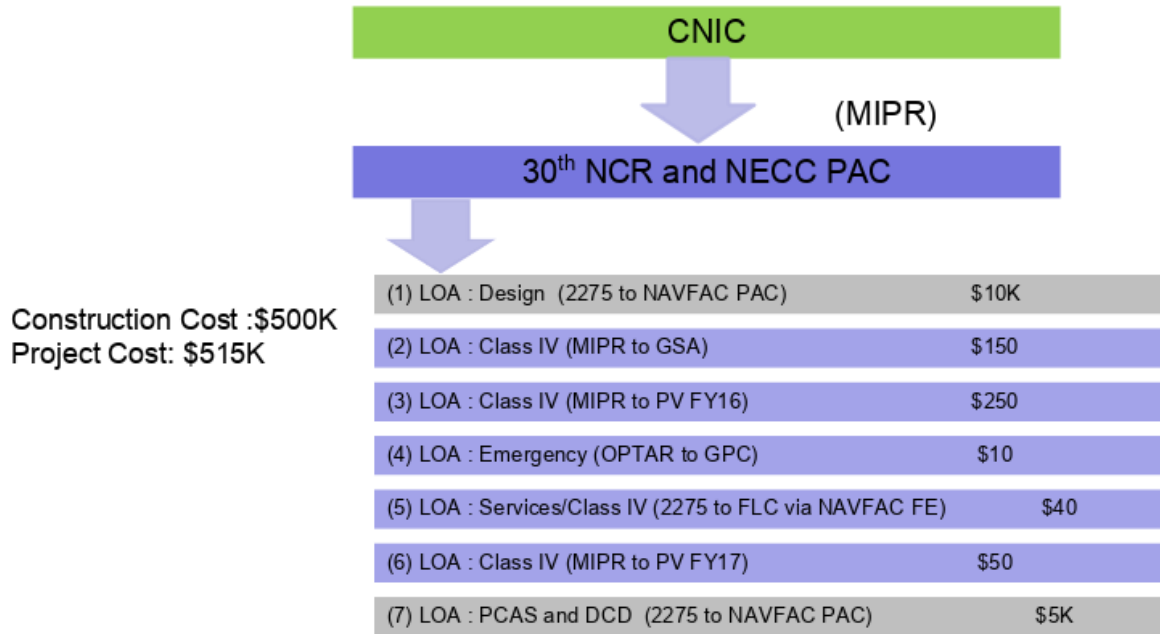 CNIC
(MIPR)
30th NCR and NECC PAC
Construction Cost :$500K
Project Cost: $515K
(1) LOA : Design (2275 to NAVFAC PAC) $10K
(2) LOA : Class IV (MIPR to GSA) $150
(3) LOA : Class IV (MIPR to PV FY16) $250
(4) LOA : Emergency (OPTAR to GPC) $10
(5) LOA : Services/Class IV (2275 to FLC via NAVFAC FE) $40
(6) LOA : Class IV (MIPR to PV FY17) $50
(7) LOA : PCAS and DCD (2275 to NAVFAC PAC) $5K